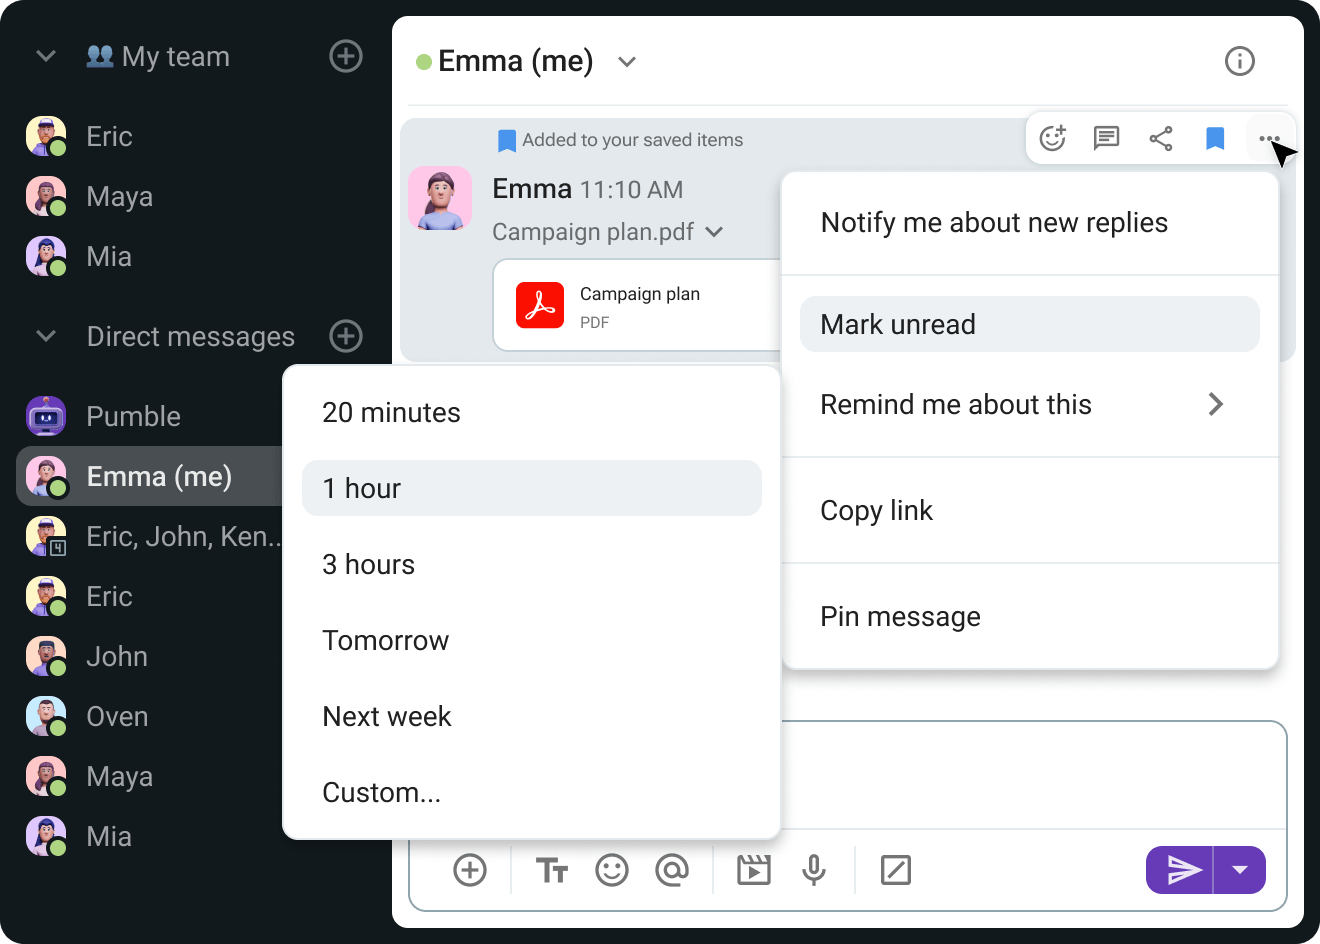 My team
Eric
Maya
Mia
Direct messages
Pumble
Emma (me)
Eric, John, Ken..
4
Eric
John
Oven
Maya
Mia
Emma (me)
Added to your saved items
Emma 11:10 AM
Campaign plan.pdf
Campaign plan
PDF
Notify me about new replies
Mark unread
Remind me about this
Copy link
Pin message
20 minutes
1 hour
3 hours
Tomorrow
Next week
Custom...